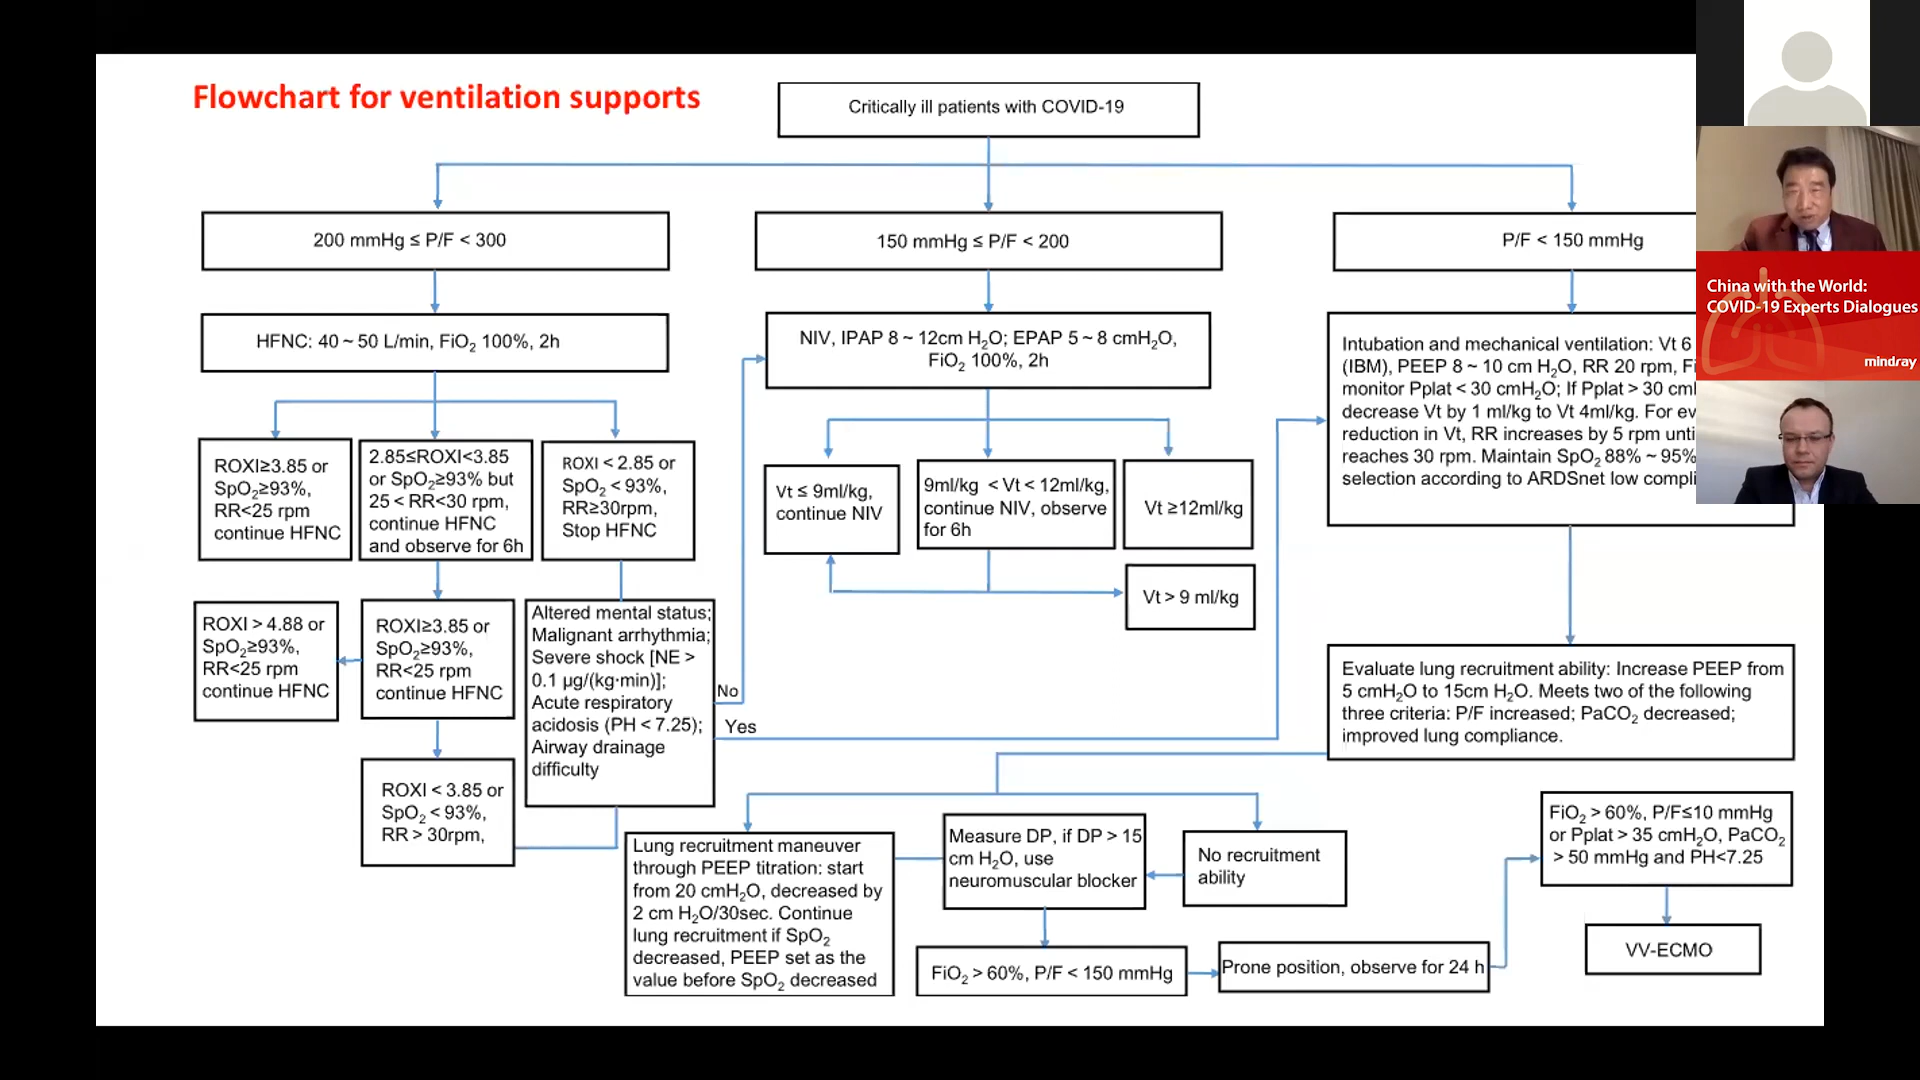 Flowchart for ventilation supports
Critically ill patients with COVID-19
200 mmHg ≤ P/F < 300
150 mmHg ≤ P/F < 200
P/F < 150 mmHg
HFNC: 40 ~ 50 L/min, FiO₂ 100%, 2h
NIV, IPAP 8 ~ 12cm H₂O; EPAP 5 ~ 8 cmH₂O,
FiO₂ 100%, 2h
Intubation and mechanical ventilation: Vt 6
(IBM), PEEP 8 ~ 10 cm H₂O, RR 20 rpm,
monitor Pplat < 30 cmH₂O; If Pplat > 30
decrease Vt by 1 ml/kg to Vt 4ml/kg. For
reduction in Vt, RR increases by 5 rpm
reaches 30 rpm. Maintain SpO₂ 88% ~ 95%
selection according to ARDSnet low
ROXI≥3.85 or
SpO₂≥93%,
RR<25 rpm
continue HFNC
2.85≤ROXI<3.85
or SpO₂≥93% but
25 < RR<30 rpm,
continue HFNC
and observe for 6h
ROXI < 2.85 or
SpO₂ < 93%,
RR≥30rpm,
Stop HFNC
Vt ≤ 9ml/kg,
continue NIV
9ml/kg < Vt < 12ml/kg,
continue NIV, observe
for 6h
Vt ≥12ml/kg
Vt > 9 ml/kg
ROXI > 4.88 or
SpO₂≥93%,
RR<25 rpm
continue HFNC
ROXI≥3.85 or
SpO₂≥93%,
RR<25 rpm
continue HFNC
Altered mental status;
Malignant arrhythmia;
Severe shock [NE >
0.1 μg/(kg·min)];
Acute respiratory
acidosis (PH < 7.25);
Airway drainage
difficulty
No
Yes
ROXI < 3.85 or
SpO₂ < 93%,
RR > 30rpm,
Evaluate lung recruitment ability: Increase PEEP from
5 cmH₂O to 15cm H₂O. Meets two of the following
three criteria: P/F increased; PaCO₂ decreased;
improved lung compliance.
Lung recruitment maneuver
through PEEP titration: start
from 20 cmH₂O, decreased by
2 cm H₂O/30sec. Continue
lung recruitment if SpO₂
decreased, PEEP set as the
value before SpO₂ decreased
Measure DP, if DP > 15
cm H₂O, use
neuromuscular blocker
No recruitment
ability
FiO₂ > 60%, P/F < 150 mmHg
Prone position, observe for 24 h
FiO₂ > 60%, P/F≤10 mmHg
or Pplat > 35 cmH₂O, PaCO₂
> 50 mmHg and PH<7.25
VV-ECMO
China with the World:
COVID-19 Experts Dialogues
mindray